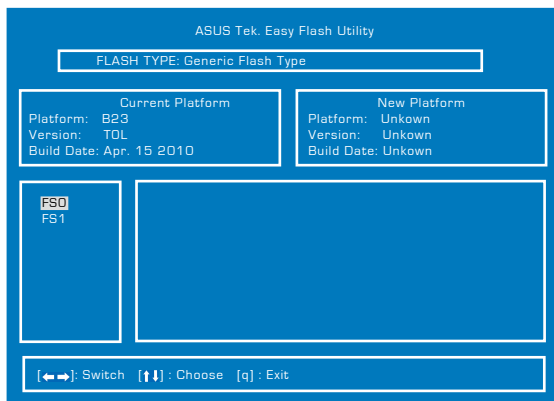 ASUS Tek. Easy Flash Utility
FLASH TYPE: Generic Flash Type
Current Platform
Platform: B23
Version: TOL
Build Date: Apr. 15 2010
New Platform
Platform: Unkown
Version: Unkown
Build Date: Unkown
FS0
FS1
[←→]: Switch [↑↓] : Choose [q] : Exit